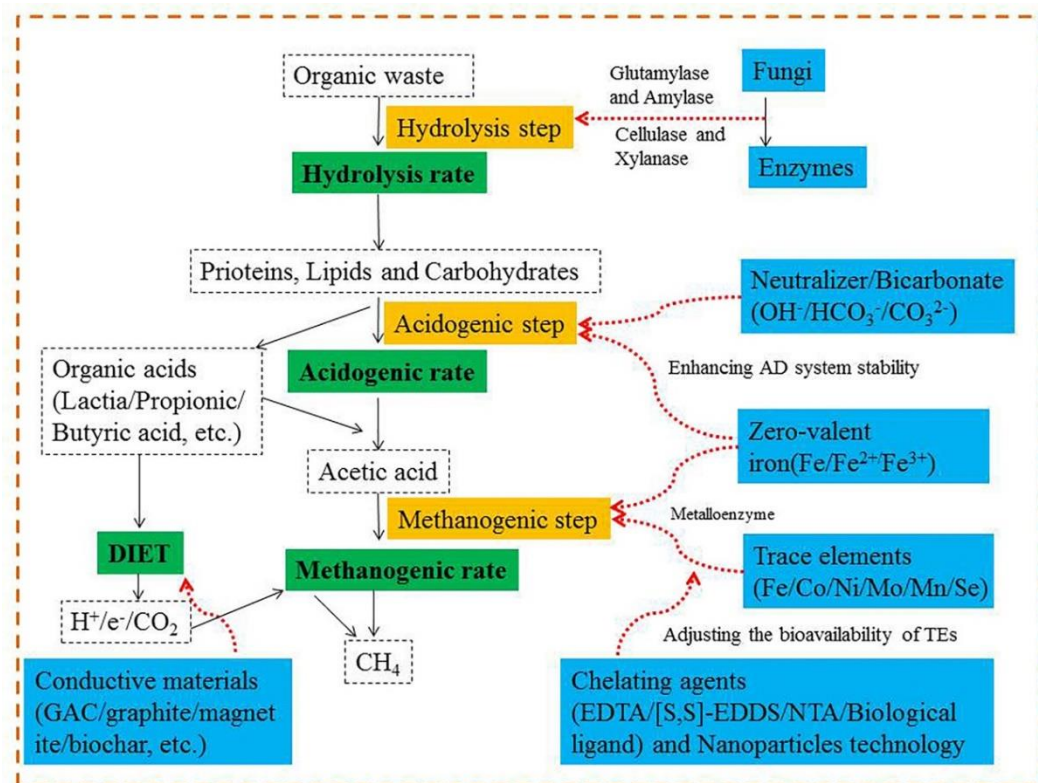 Organic waste
Glutamylase
and Amylase
Fungi
Hydrolysis step
Cellulase and
Xylanase
Enzymes
Hydrolysis rate
Prioteins, Lipids and Carbohydrates
Neutralizer/Bicarbonate
(OH⁻/HCO₃⁻/CO₃²⁻)
Acidogenic step
Organic acids
(Lactia/Propionic/
Butyric acid, etc.)
Acidogenic rate
Enhancing AD system stability
Zero-valent
iron(Fe/Fe²⁺/Fe³⁺)
Acetic acid
Methanogenic step
Metalloenzyme
DIET
Methanogenic rate
Trace elements
(Fe/Co/Ni/Mo/Mn/Se)
H⁺/e⁻/CO₂
Adjusting the bioavailability of TEs
CH₄
Conductive materials
(GAC/graphite/magnet
ite/biochar, etc.)
Chelating agents
(EDTA/[S,S]-EDDS/NTA/Biological
ligand) and Nanoparticles technology